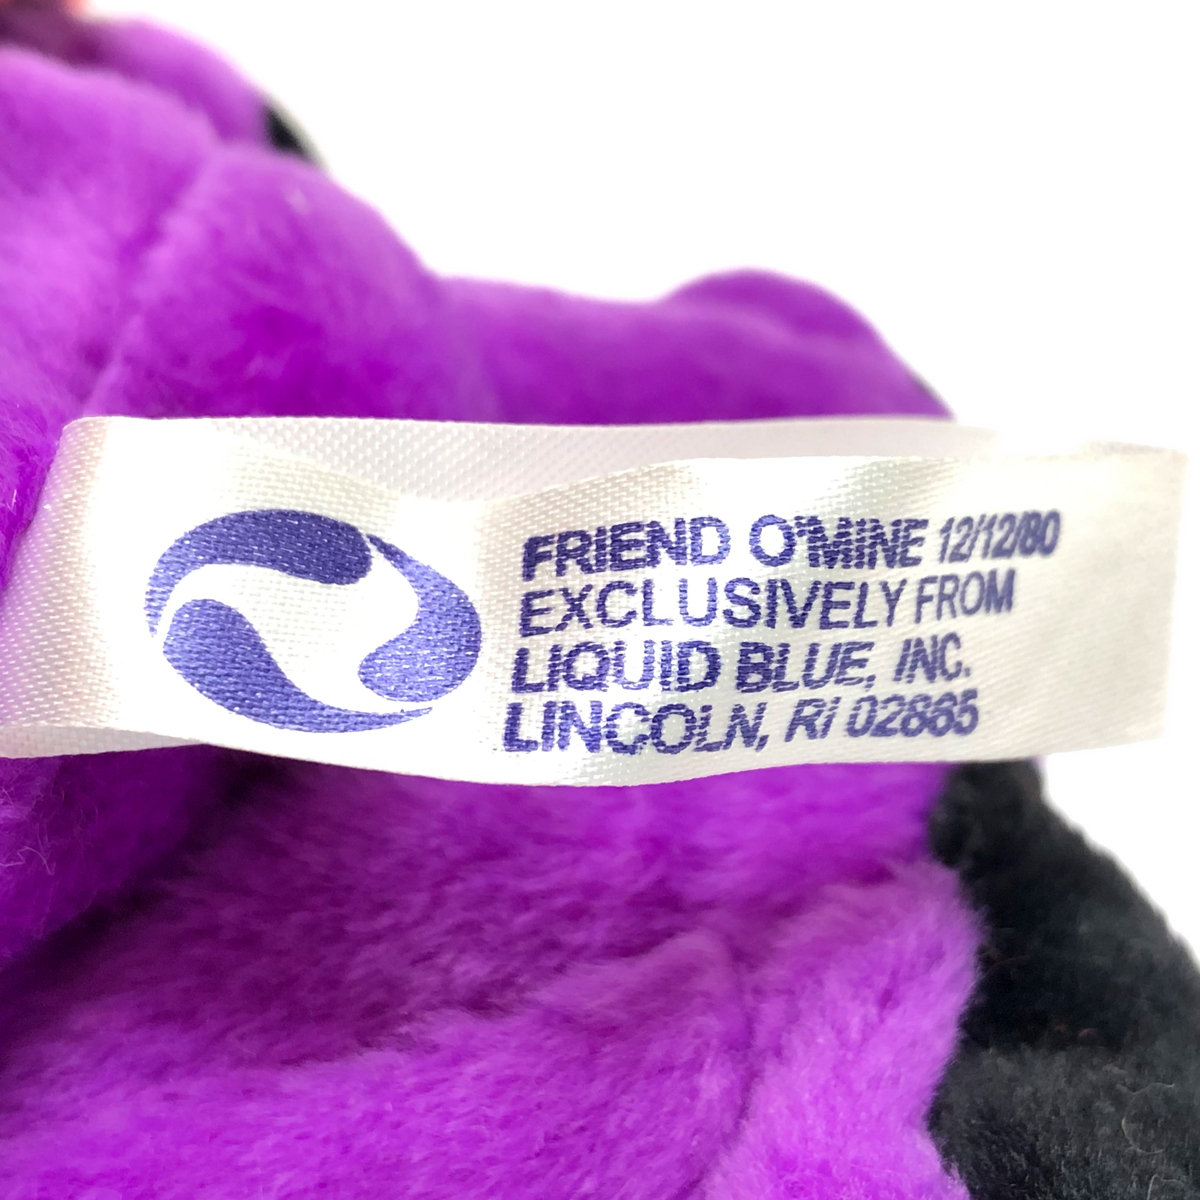 FRIEND O'MINE 12/12/80
EXCLUSIVELY FROM
LIQUID BLUE, INC.
LINCOLN, RI 02865